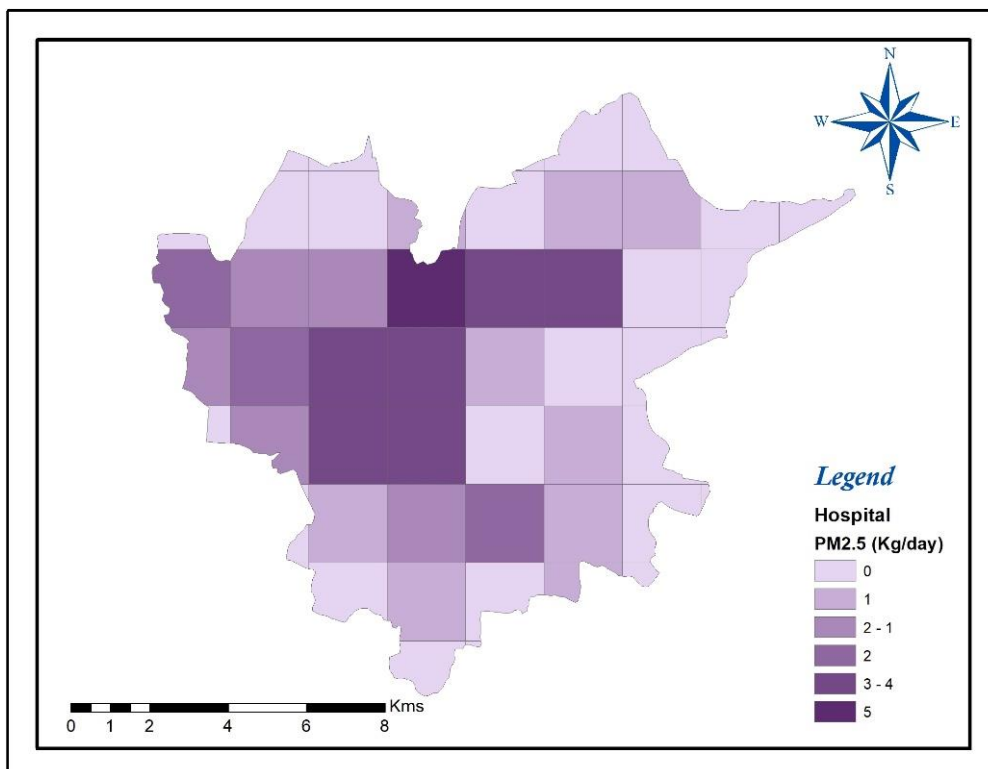 N
W E
S
Legend
Hospital
PM2.5 (Kg/day)
0
1
2 - 1
2
3 - 4
5
Kms
0 1 2 4 6 8